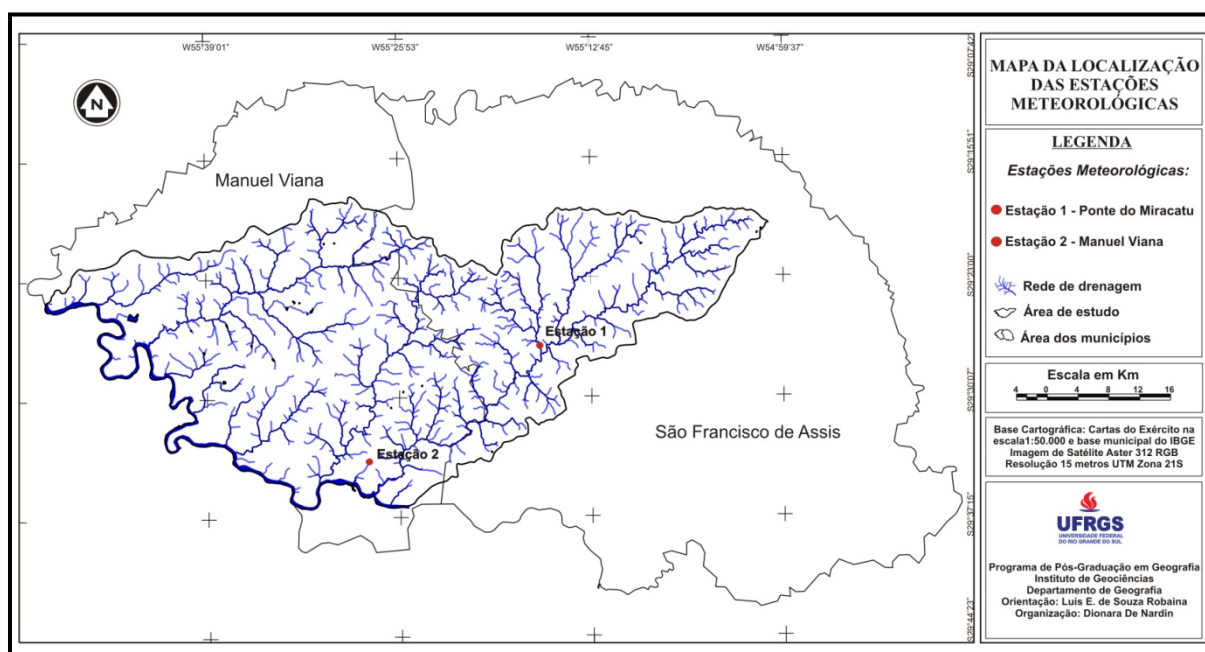 W55°39'01"
W55°25'53"
W55°12'45"
W54°59'37"
S29°07'42"
S29°15'51"
S29°23'00"
S29°30'07"
S29°37'15"
S29°44'23"
N
Manuel Viana
Estação 1
São Francisco de Assis
Estação 2
MAPA DA LOCALIZAÇÃO
DAS ESTAÇÕES
METEOROLÓGICAS
LEGENDA
Estações Meteorológicas:
Estação 1 - Ponte do Miracatu
Estação 2 - Manuel Viana
Rede de drenagem
Área de estudo
Área dos municípios
Escala em Km
4 0 4 8 12 16
Base Cartográfica: Cartas do Exército na
escala1:50.000 e base municipal do IBGE
Imagem de Satélite Aster 312 RGB
Resolução 15 metros UTM Zona 21S
UFRGS
UNIVERSIDADE FEDERAL
DO RIO GRANDE DO SUL
Programa de Pós-Graduação em Geografia
Instituto de Geociências
Departamento de Geografia
Orientação: Luís E. de Souza Robaina
Organização: Dionara De Nardin